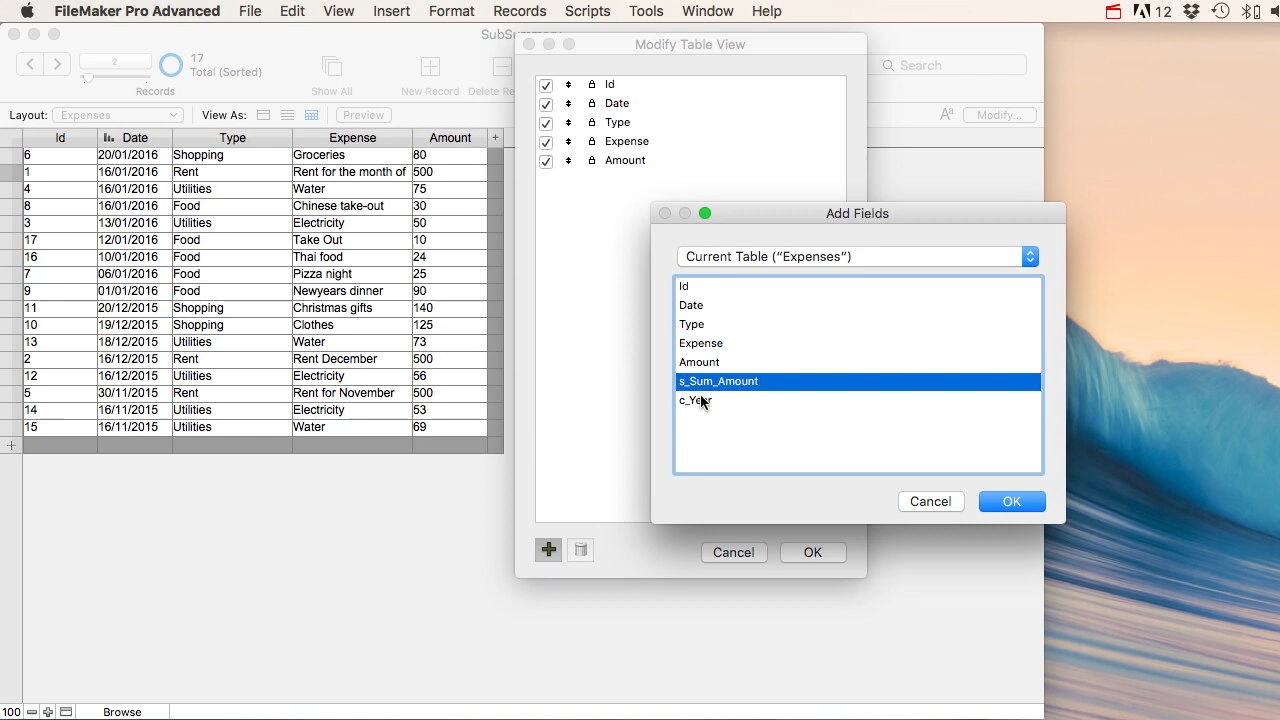 FileMaker Pro Advanced File Edit View Insert Format Records Scripts Tools Window Help 12
Modify Table View
2
17
Total (Sorted)
Records
Show All
New Record
Search
Layout: Expenses View As: Preview Modify...
Id Date Type Expense Amount +
6 20/01/2016 Shopping Groceries 80
1 16/01/2016 Rent Rent for the month of 500
4 16/01/2016 Utilities Water 75
8 16/01/2016 Food Chinese take-out 30
3 13/01/2016 Utilities Electricity 50
17 12/01/2016 Food Take Out 10
16 10/01/2016 Food Thai food 24
7 06/01/2016 Food Pizza night 25
9 01/01/2016 Food Newyears dinner 90
11 20/12/2015 Shopping Christmas gifts 140
10 19/12/2015 Shopping Clothes 125
13 18/12/2015 Utilities Water 73
2 16/12/2015 Rent Rent December 500
12 16/12/2015 Utilities Electricity 56
5 30/11/2015 Rent Rent for November 500
14 16/11/2015 Utilities Electricity 53
15 16/11/2015 Utilities Water 69
+
Id
Date
Type
Expense
Amount
Cancel OK
Add Fields
Current Table (“Expenses”)
Id
Date
Type
Expense
Amount
s_Sum_Amount
c_Year
Cancel OK
100 Browse